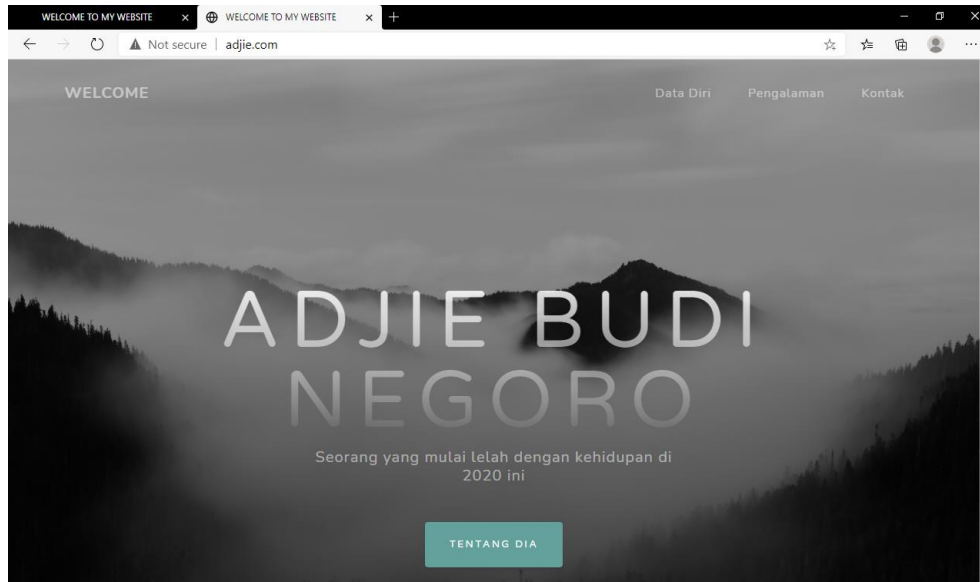 WELCOME TO MY WEBSITE
WELCOME TO MY WEBSITE
Not secure
adjie.com
WELCOME
Data Diri
Pengalaman
Kontak
ADJIE BUDI
NEGORO
Seorang yang mulai lelah dengan kehidupan di
2020 ini
TENTANG DIA